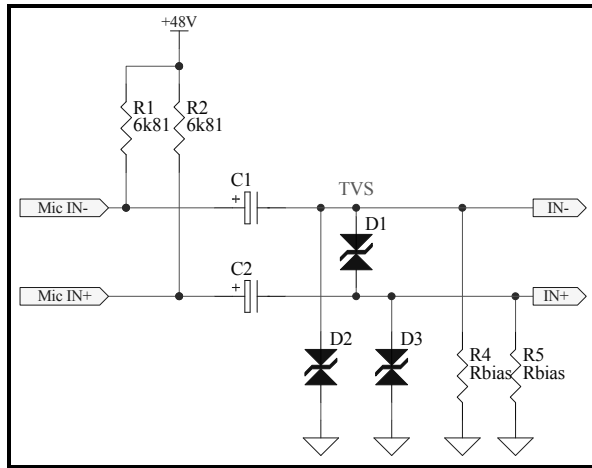 +48V
R1
6k81
R2
6k81
C1
TVS
+
Mic IN-
IN-
D1
C2
+
Mic IN+
IN+
D2
D3
R4
Rbias
R5
Rbias